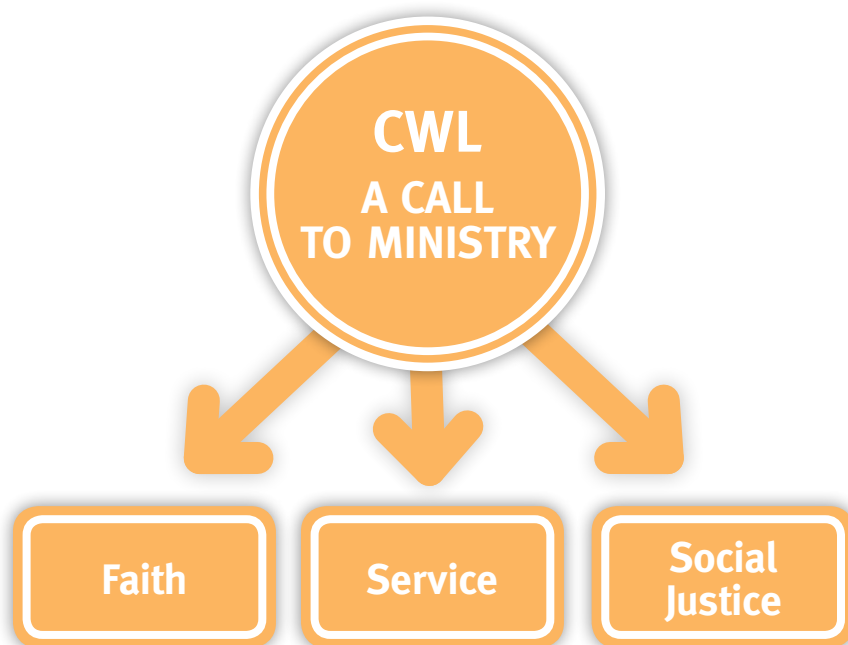 CWL
A CALL
TO MINISTRY
Faith
Service
Social
Justice